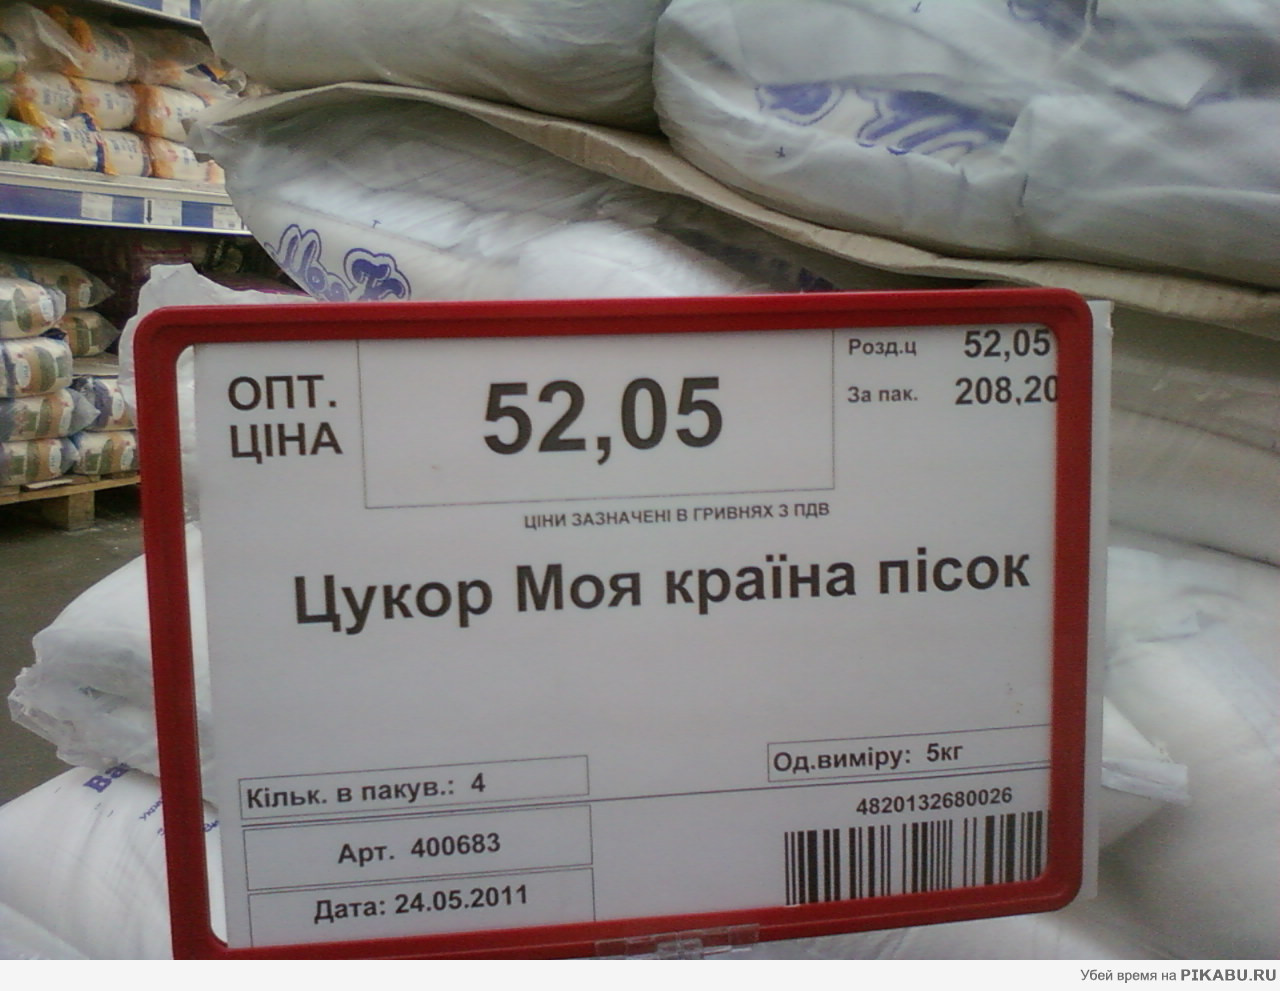 Моя
ОПТ.
ЦІНА
52,05
Розд.ц 52,05
За пак. 208,20
ЦІНИ ЗАЗНАЧЕНІ В ГРИВНЯХ З ПДВ
Цукор Моя країна пісок
Кільк. в пакув.: 4
Од.виміру: 5кг
Арт. 400683
4820132680026
Дата: 24.05.2011
Убей время на PIKABU.RU